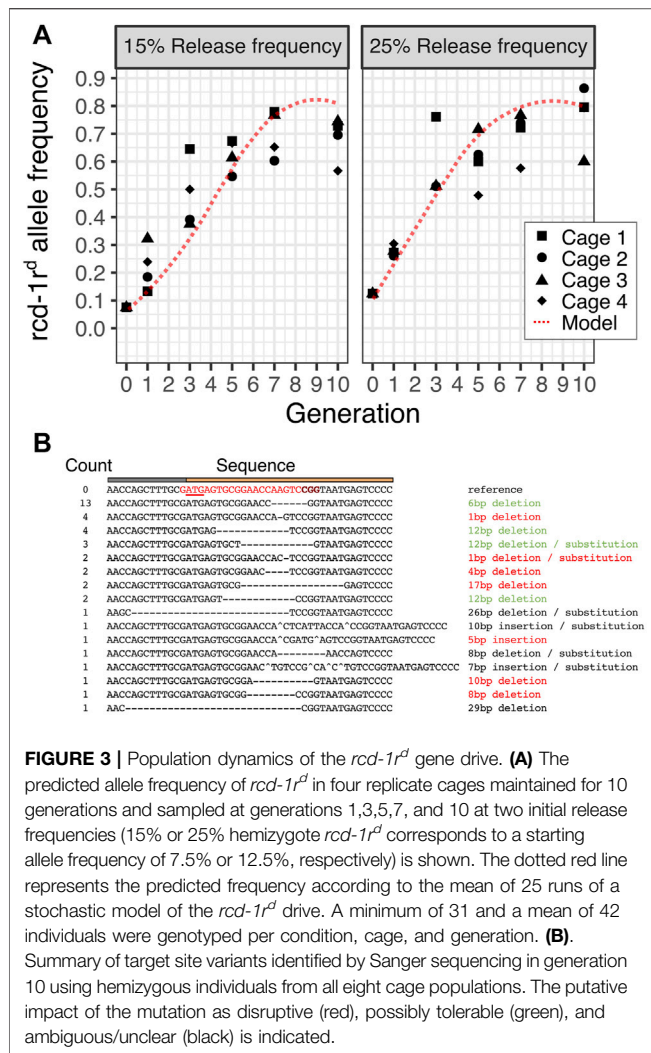 A
15% Release frequency
25% Release frequency
rcd-1rᵈ allele frequency
0.9
0.8
0.7
0.6
0.5
0.4
0.3
0.2
0.1
0.0
0 1 3 5 7 9 10
0 1 3 5 7 9 10
Generation
Cage 1
Cage 2
Cage 3
Cage 4
Model
B
Count Sequence
0 AACCAGCTTTGCGATGAGTGCGGAACCAAGTCCGGTAATGAGTCCCC reference
13 AACCAGCTTTGCGATGAGTGCGGAACC------GGTAATGAGTCCCC 6bp deletion
4 AACCAGCTTTGCGATGAGTGCGGAACCA-GTCCGGTAATGAGTCCCC 1bp deletion
4 AACCAGCTTTGCGATGAG------------TCCGGTAATGAGTCCCC 12bp deletion
3 AACCAGCTTTGCGATGAGTGCT------------GTAATGAGTCCCC 12bp deletion / substitution
2 AACCAGCTTTGCGATGAGTGCGGAACCAC-TCCGGTAATGAGTCCCC 1bp deletion / substitution
2 AACCAGCTTTGCGATGAGTGCGGAAC----TCCGGTAATGAGTCCCC 4bp deletion
2 AACCAGCTTTGCGATGAGTGCG-----------------GAGTCCCC 17bp deletion
2 AACCAGCTTTGCGATGAGT------------CCGGTAATGAGTCCCC 12bp deletion
1 AAGC--------------------------TCCGGTAATGAGTCCCC 26bp deletion / substitution
1 AACCAGCTTTGCGATGAGTGCGGAACCA^CTCATTACCA^CCGGTAATGAGTCCCC 10bp insertion / substitution
1 AACCAGCTTTGCGATGAGTGCGGAACCA^CGATG^AGTCCGGTAATGAGTCCCC 5bp insertion
1 AACCAGCTTTGCGATGAGTGCGGAACCA--------AACCAGTCCCC 8bp deletion / substitution
1 AACCAGCTTTGCGATGAGTGCGGAAC^TGTCCG^CA^C^TGTCCGGTAATGAGTCCCC 7bp insertion / substitution
1 AACCAGCTTTGCGATGAGTGCGGA----------GTAATGAGTCCCC 10bp deletion
1 AACCAGCTTTGCGATGAGTGCGG--------CCGGTAATGAGTCCCC 8bp deletion
1 AAC-----------------------------CGGTAATGAGTCCCC 29bp deletion
FIGURE 3 | Population dynamics of the rcd-1rᵈ gene drive. (A) The
predicted allele frequency of rcd-1rᵈ in four replicate cages maintained for 10
generations and sampled at generations 1,3,5,7, and 10 at two initial release
frequencies (15% or 25% hemizygote rcd-1rᵈ corresponds to a starting
allele frequency of 7.5% or 12.5%, respectively) is shown. The dotted red line
represents the predicted frequency according to the mean of 25 runs of a
stochastic model of the rcd-1rᵈ drive. A minimum of 31 and a mean of 42
individuals were genotyped per condition, cage, and generation. (B).
Summary of target site variants identified by Sanger sequencing in generation
10 using hemizygous individuals from all eight cage populations. The putative
impact of the mutation as disruptive (red), possibly tolerable (green), and
ambiguous/unclear (black) is indicated.